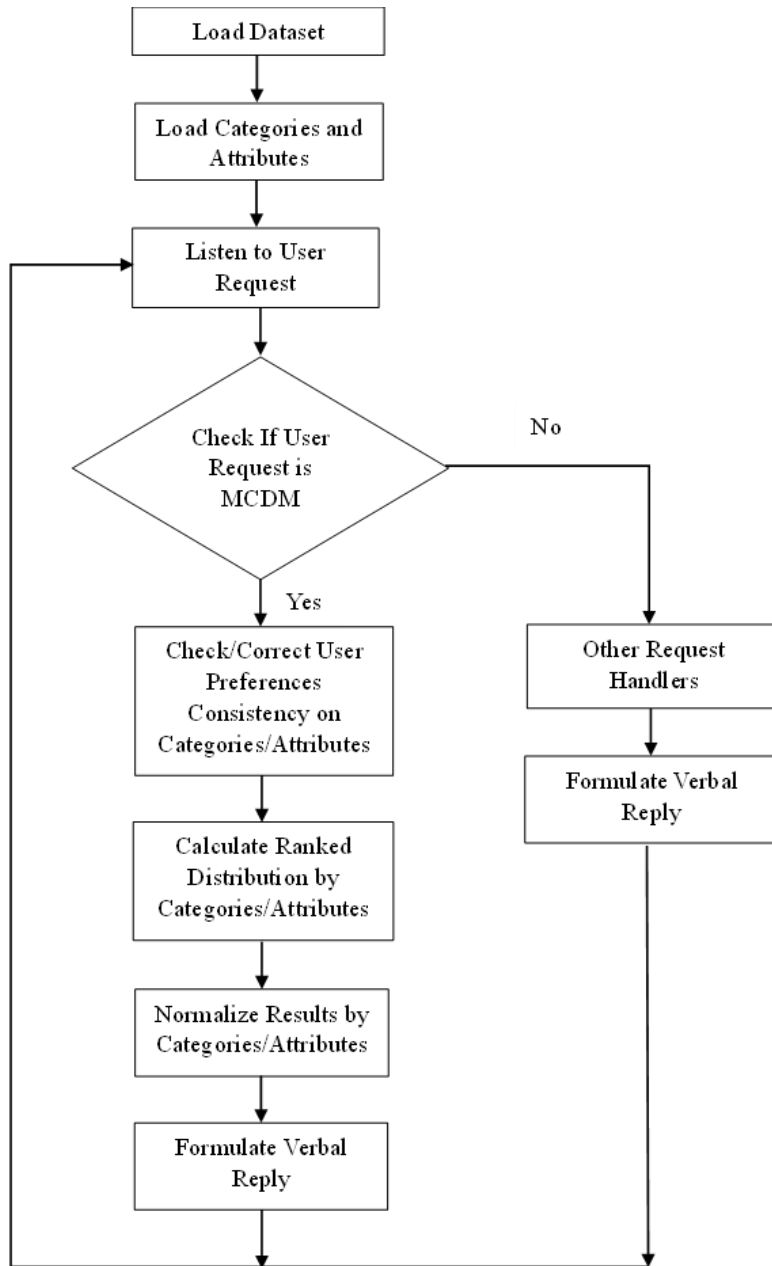 Load Dataset
Load Categories and
Attributes
Listen to User
Request
Check If User
Request is
MCDM
No
Yes
Check/Correct User
Preferences
Consistency on
Categories/Attributes
Other Request
Handlers
Formulate Verbal
Reply
Calculate Ranked
Distribution by
Categories/Attributes
Normalize Results by
Categories/Attributes
Formulate Verbal
Reply